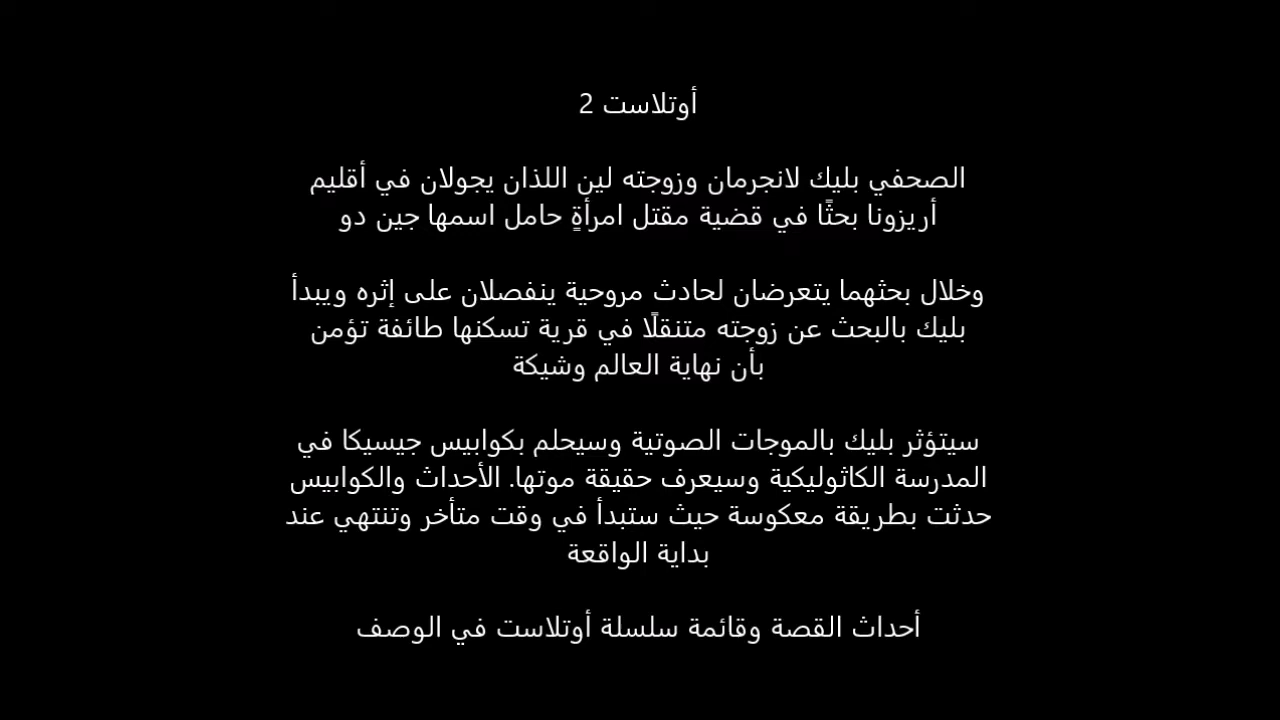 أوتلاست 2
الصحفي بليك لانجرمان وزوجته لين اللذان يجولان في أقليم
أريزونا بحثًا في قضية مقتل امرأةٍ حامل اسمها جين دو
وخلال بحثهما يتعرضان لحادث مروحية ينفصلان على إثره ويبدأ
بليك بالبحث عن زوجته متنقلًا في قرية تسكنها طائفة تؤمن
بأن نهاية العالم وشيكة
سيتؤثر بليك بالموجات الصوتية وسيحلم بكوابيس جيسيكا في
المدرسة الكاثوليكية وسيعرف حقيقة موتها. الأحداث والكوابيس
حدثت بطريقة معكوسة حيث ستبدأ في وقت متأخر وتنتهي عند
بداية الواقعة
أحداث القصة وقائمة سلسلة أوتلاست في الوصف